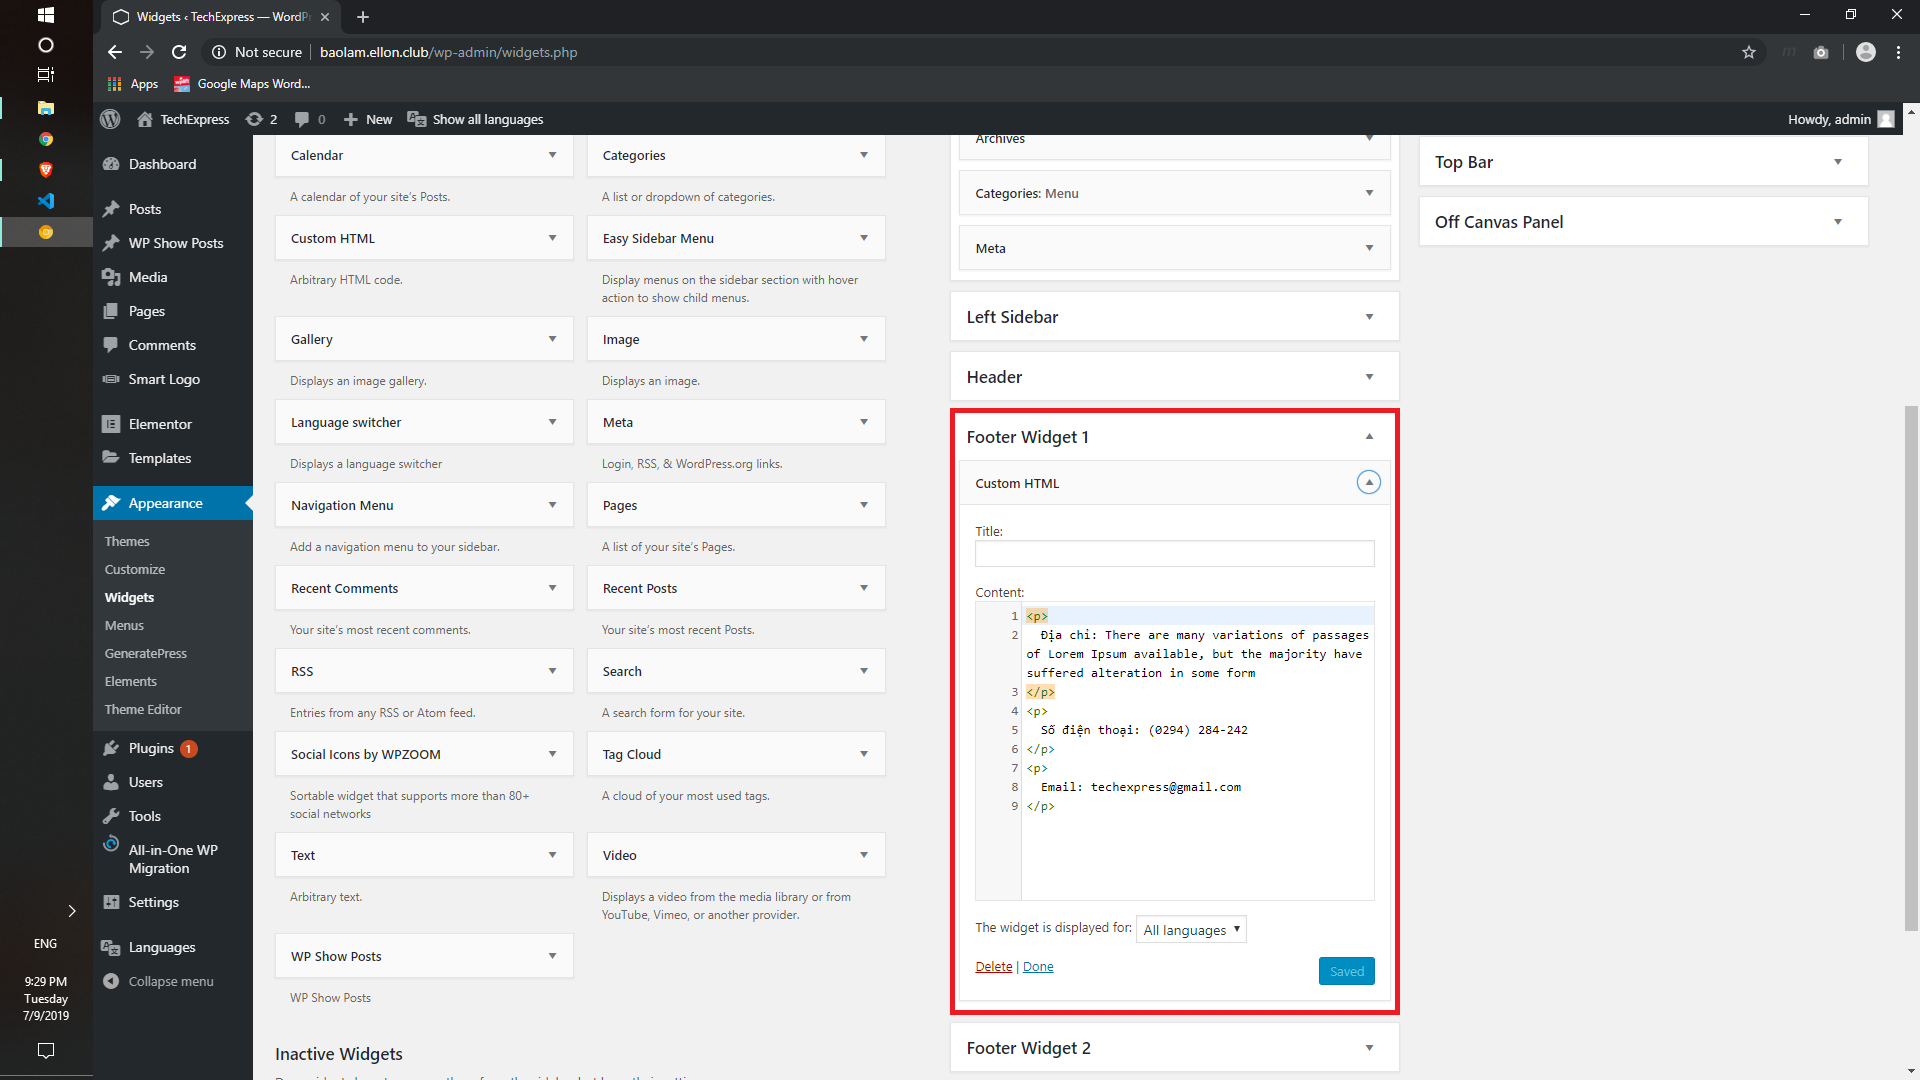 Widgets ‹ TechExpress — WordP
Not secure
baolam.ellon.club/wp-admin/widgets.php
Apps
Google Maps Word...
TechExpress
2
0
New
Show all languages
Howdy, admin
Dashboard
Posts
WP Show Posts
Media
Pages
Comments
Smart Logo
Elementor
Templates
Appearance
Themes
Customize
Widgets
Menus
GeneratePress
Elements
Theme Editor
Plugins 1
Users
Tools
All-in-One WP
Migration
Settings
Languages
Collapse menu
ENG
9:29 PM
Tuesday
7/9/2019
Calendar
A calendar of your site's Posts.
Custom HTML
Arbitrary HTML code.
Gallery
Displays an image gallery.
Language switcher
Displays a language switcher
Navigation Menu
Add a navigation menu to your sidebar.
Recent Comments
Your site's most recent comments.
RSS
Entries from any RSS or Atom feed.
Social Icons by WPZOOM
Sortable widget that supports more than 80+
social networks
Text
Arbitrary text.
WP Show Posts
WP Show Posts
Categories
A list or dropdown of categories.
Easy Sidebar Menu
Display menus on the sidebar section with hover
action to show child menus.
Image
Displays an image.
Meta
Login, RSS, & WordPress.org links.
Pages
A list of your site's Pages.
Recent Posts
Your site's most recent Posts.
Search
A search form for your site.
Tag Cloud
A cloud of your most used tags.
Video
Displays a video from the media library or from
YouTube, Vimeo, or another provider.
Inactive Widgets
Archives
Categories: Menu
Meta
Left Sidebar
Header
Footer Widget 1
Custom HTML
Title:
Content:
1 <p>
2 Địa chỉ: There are many variations of passages
of Lorem Ipsum available, but the majority have
suffered alteration in some form
3 </p>
4 <p>
5 Số điện thoại: (0294) 284-242
6 </p>
7 <p>
8 Email: techexpress@gmail.com
9 </p>
The widget is displayed for: All languages
Delete | Done
Saved
Footer Widget 2
Top Bar
Off Canvas Panel